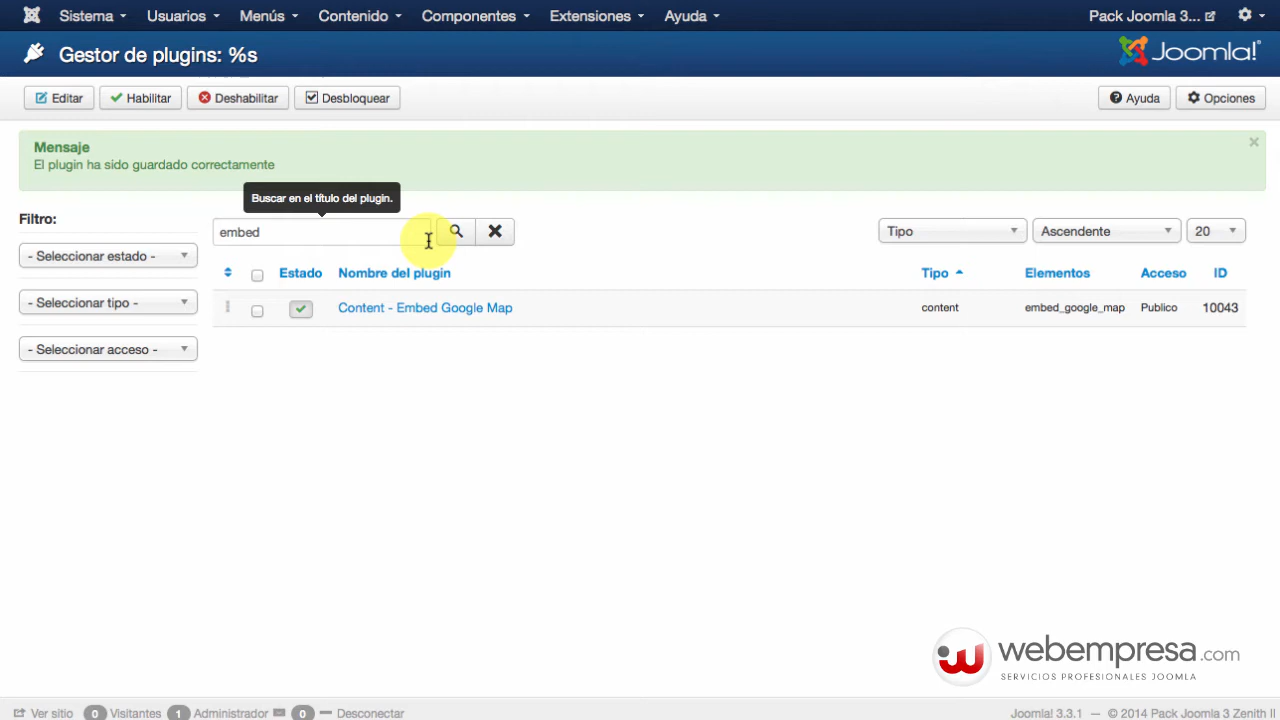 Sistema Usuarios Menús Contenido Componentes Extensiones Ayuda Pack Joomla 3...
Gestor de plugins: %s Joomla!®
Editar Habilitar Deshabilitar Desbloquear Ayuda Opciones
Mensaje
El plugin ha sido guardado correctamente
Buscar en el título del plugin.
Filtro:
embed Tipo Ascendente 20
- Seleccionar estado -
Estado Nombre del plugin Tipo Elementos Acceso ID
- Seleccionar tipo - Content - Embed Google Map content embed_google_map Publico 10043
- Seleccionar acceso -
webempresa.com
SERVICIOS PROFESIONALES JOOMLA
Ver sitio 0 Visitantes 1 Administrador 0 Desconectar Joomla! 3.3.1 — © 2014 Pack Joomla 3 Zenith II